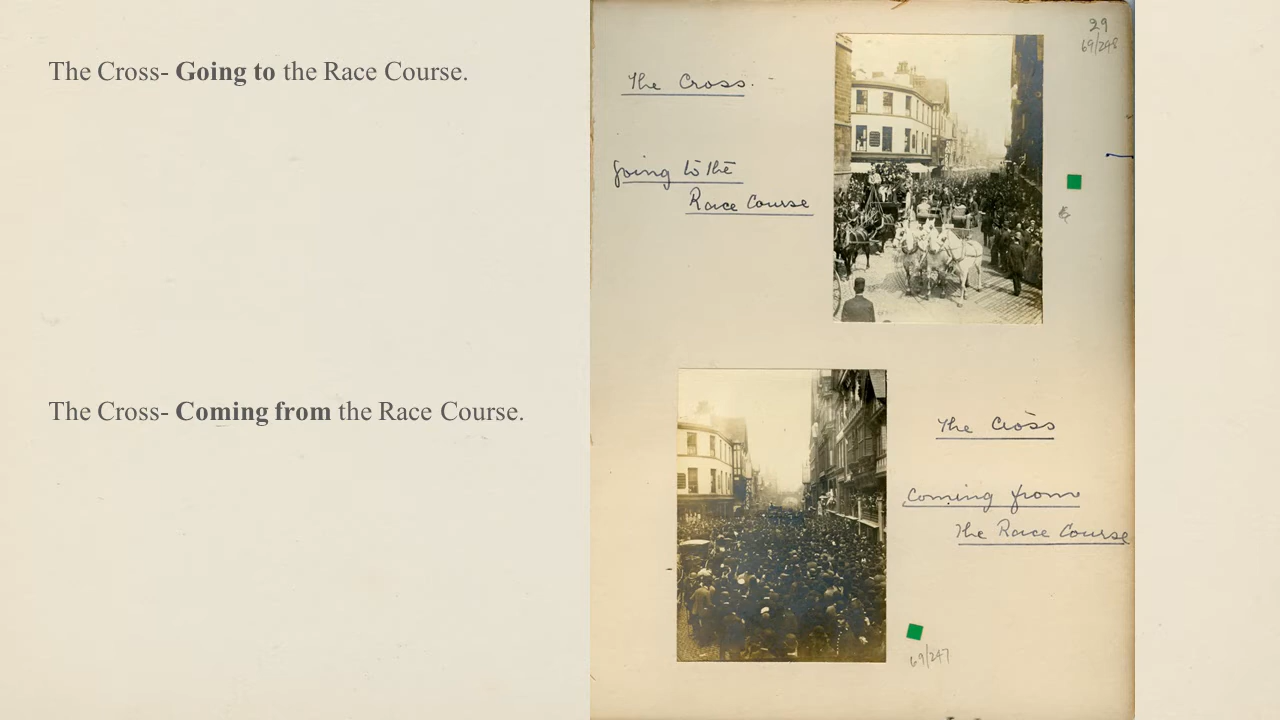 The Cross- Going to the Race Course.
29
69/248
The Cross.
going to the
Race Course
The Cross- Coming from the Race Course.
The Cross
Coming from
the Race Course
69/247